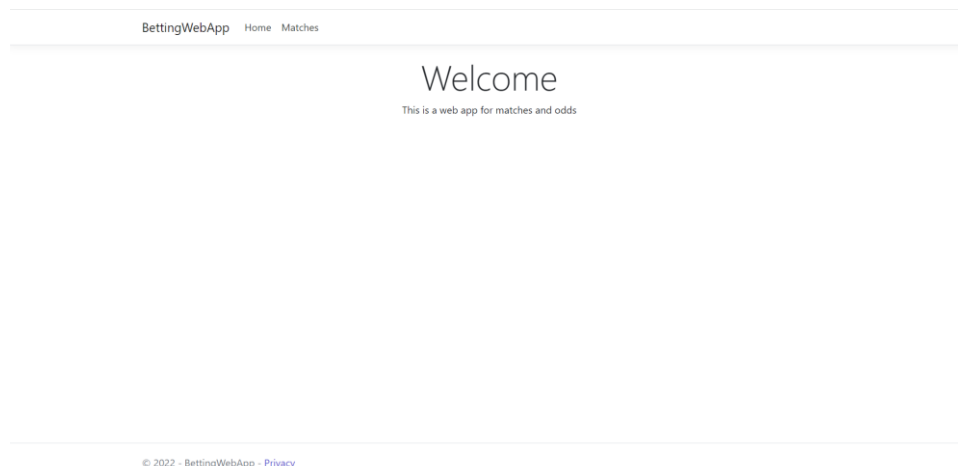 BettingWebApp Home Matches
Welcome
This is a web app for matches and odds
© 2022 - BettingWebApp - Privacy